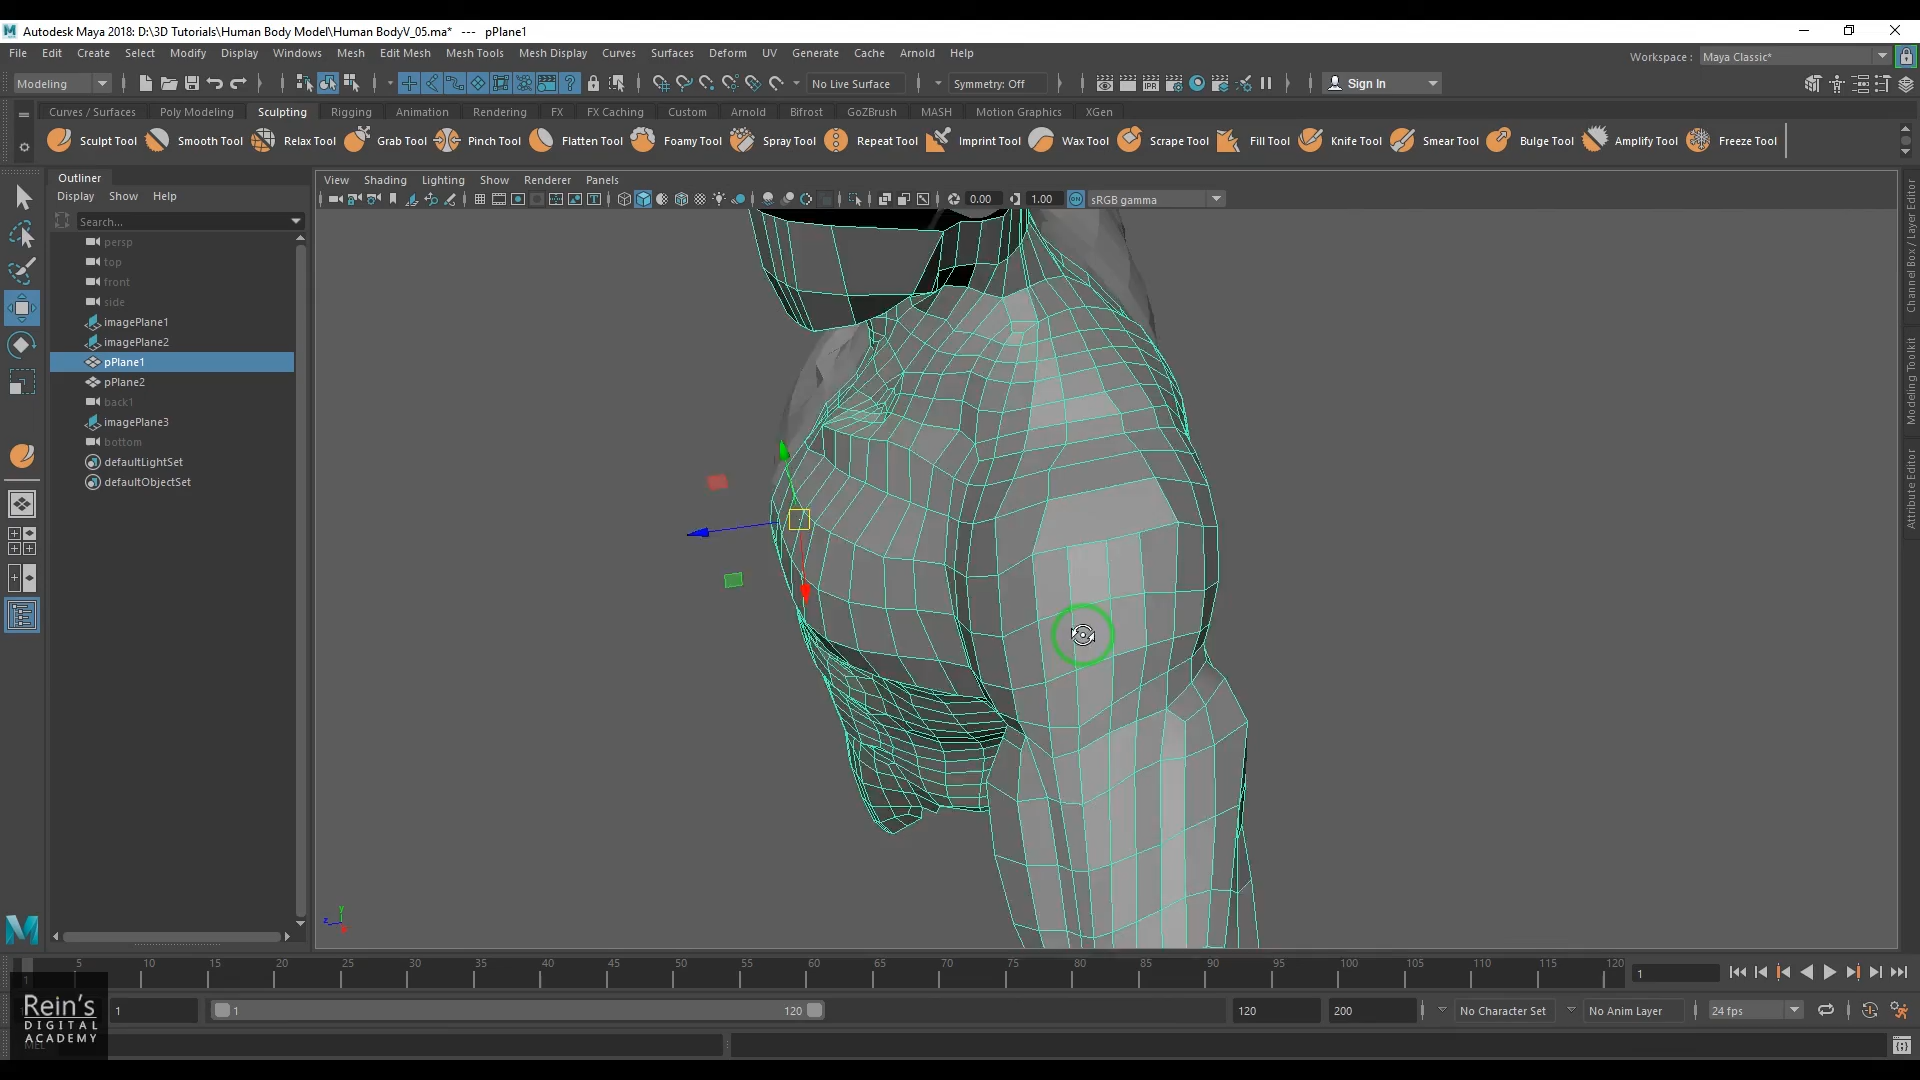 Autodesk Maya 2018: D:\3D Tutorials\Human Body Model\Human BodyV_05.ma* --- pPlane1
File Edit Create Select Modify Display Windows Mesh Edit Mesh Mesh Tools Mesh Display Curves Surfaces Deform UV Generate Cache Arnold Help
Workspace : Maya Classic*
Modeling No Live Surface Symmetry: Off Sign In
Curves / Surfaces Poly Modeling Sculpting Rigging Animation Rendering FX FX Caching Custom Arnold Bifrost GoZBrush MASH Motion Graphics XGen
Sculpt Tool Smooth Tool Relax Tool Grab Tool Pinch Tool Flatten Tool Foamy Tool Spray Tool Repeat Tool Imprint Tool Wax Tool Scrape Tool Fill Tool Knife Tool Smear Tool Bulge Tool Amplify Tool Freeze Tool
Outliner
Display Show Help
Search...
persp
top
front
side
imagePlane1
imagePlane2
pPlane1
pPlane2
back1
imagePlane3
bottom
defaultLightSet
defaultObjectSet
View Shading Lighting Show Renderer Panels
0.00 1.00 sRGB gamma
Channel Box / Layer Editor
Modeling Toolkit
Attribute Editor
y
z
5 10 15 20 25 30 35 40 45 50 55 60 65 70 75 80 85 90 95 100 105 110 115 120
1
1 1 120 120 200 No Character Set No Anim Layer 24 fps
Rein's
DIGITAL
ACADEMY
MEL